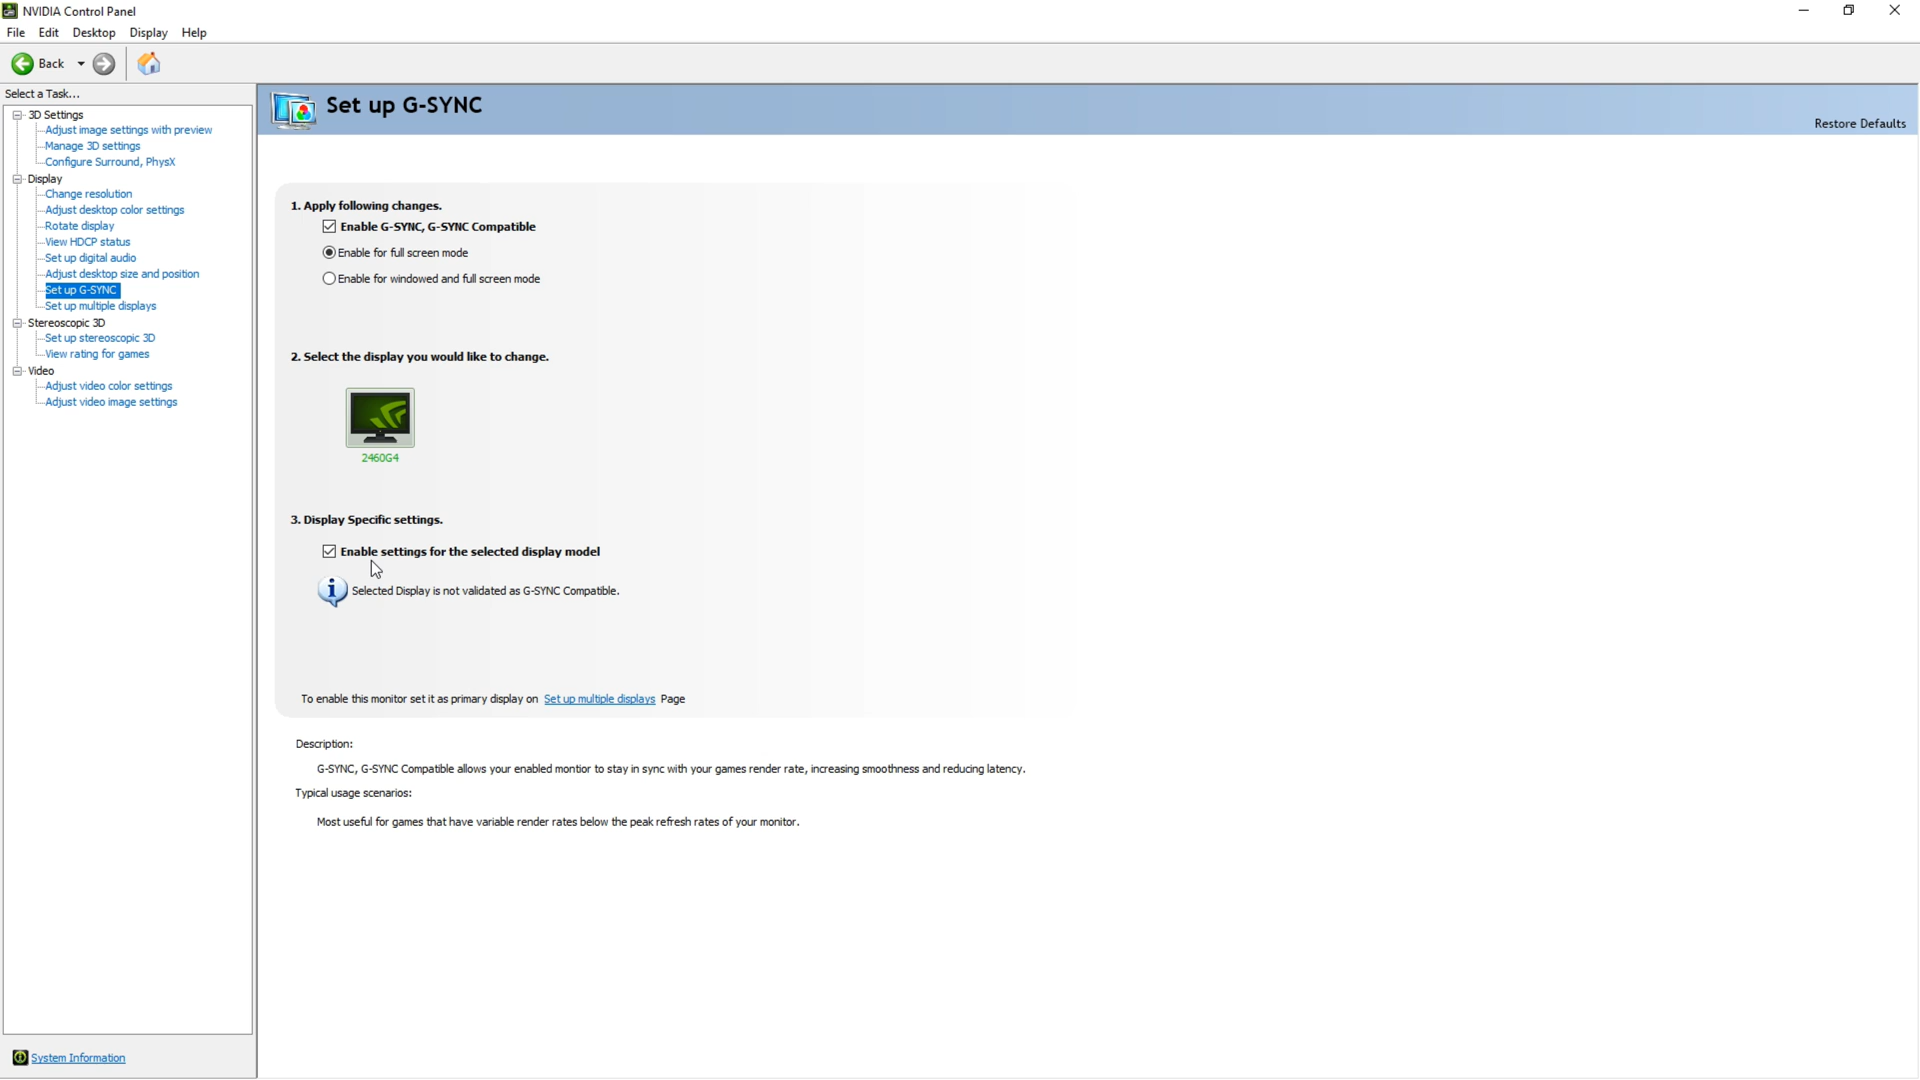 NVIDIA Control Panel
File Edit Desktop Display Help
Back
Select a Task...
3D Settings
Adjust image settings with preview
Manage 3D settings
Configure Surround, PhysX
Display
Change resolution
Adjust desktop color settings
Rotate display
View HDCP status
Set up digital audio
Adjust desktop size and position
Set up G-SYNC
Set up multiple displays
Stereoscopic 3D
Set up stereoscopic 3D
View rating for games
Video
Adjust video color settings
Adjust video image settings
System Information
Set up G-SYNC
Restore Defaults
1. Apply following changes.
Enable G-SYNC, G-SYNC Compatible
Enable for full screen mode
Enable for windowed and full screen mode
2. Select the display you would like to change.
2460G4
3. Display Specific settings.
Enable settings for the selected display model
Selected Display is not validated as G-SYNC Compatible.
To enable this monitor set it as primary display on Set up multiple displays Page
Description:
G-SYNC, G-SYNC Compatible allows your enabled montior to stay in sync with your games render rate, increasing smoothness and reducing latency.
Typical usage scenarios:
Most useful for games that have variable render rates below the peak refresh rates of your monitor.